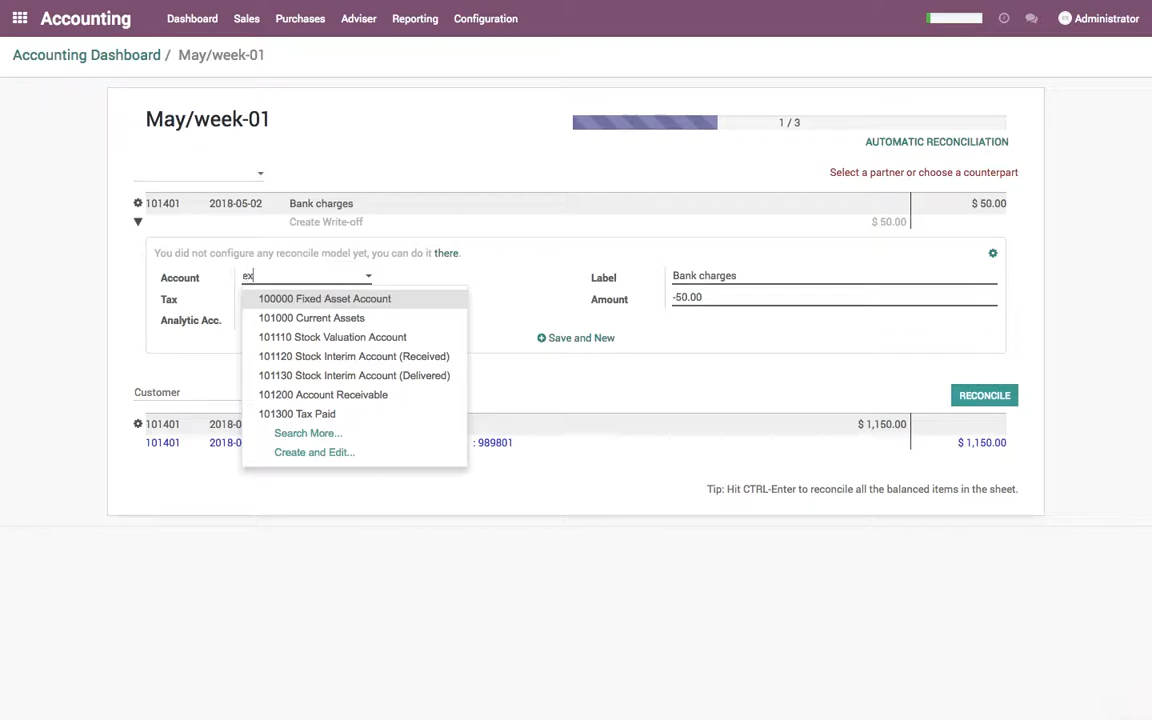 Accounting Dashboard Sales Purchases Adviser Reporting Configuration Administrator
Accounting Dashboard / May/week-01
May/week-01
1 / 3
AUTOMATIC RECONCILIATION
Select a partner or choose a counterpart
101401 2018-05-02 Bank charges $ 50.00
Create Write-off $ 50.00
You did not configure any reconcile model yet, you can do it there.
Account ex Label Bank charges
Tax Amount -50.00
Analytic Acc.
100000 Fixed Asset Account
101000 Current Assets
101110 Stock Valuation Account
101120 Stock Interim Account (Received)
101130 Stock Interim Account (Delivered)
101200 Account Receivable
101300 Tax Paid
Search More...
Create and Edit...
Save and New
Customer RECONCILE
101401 2018-0 $ 1,150.00
101401 2018-0 : 989801 $ 1,150.00
Tip: Hit CTRL-Enter to reconcile all the balanced items in the sheet.